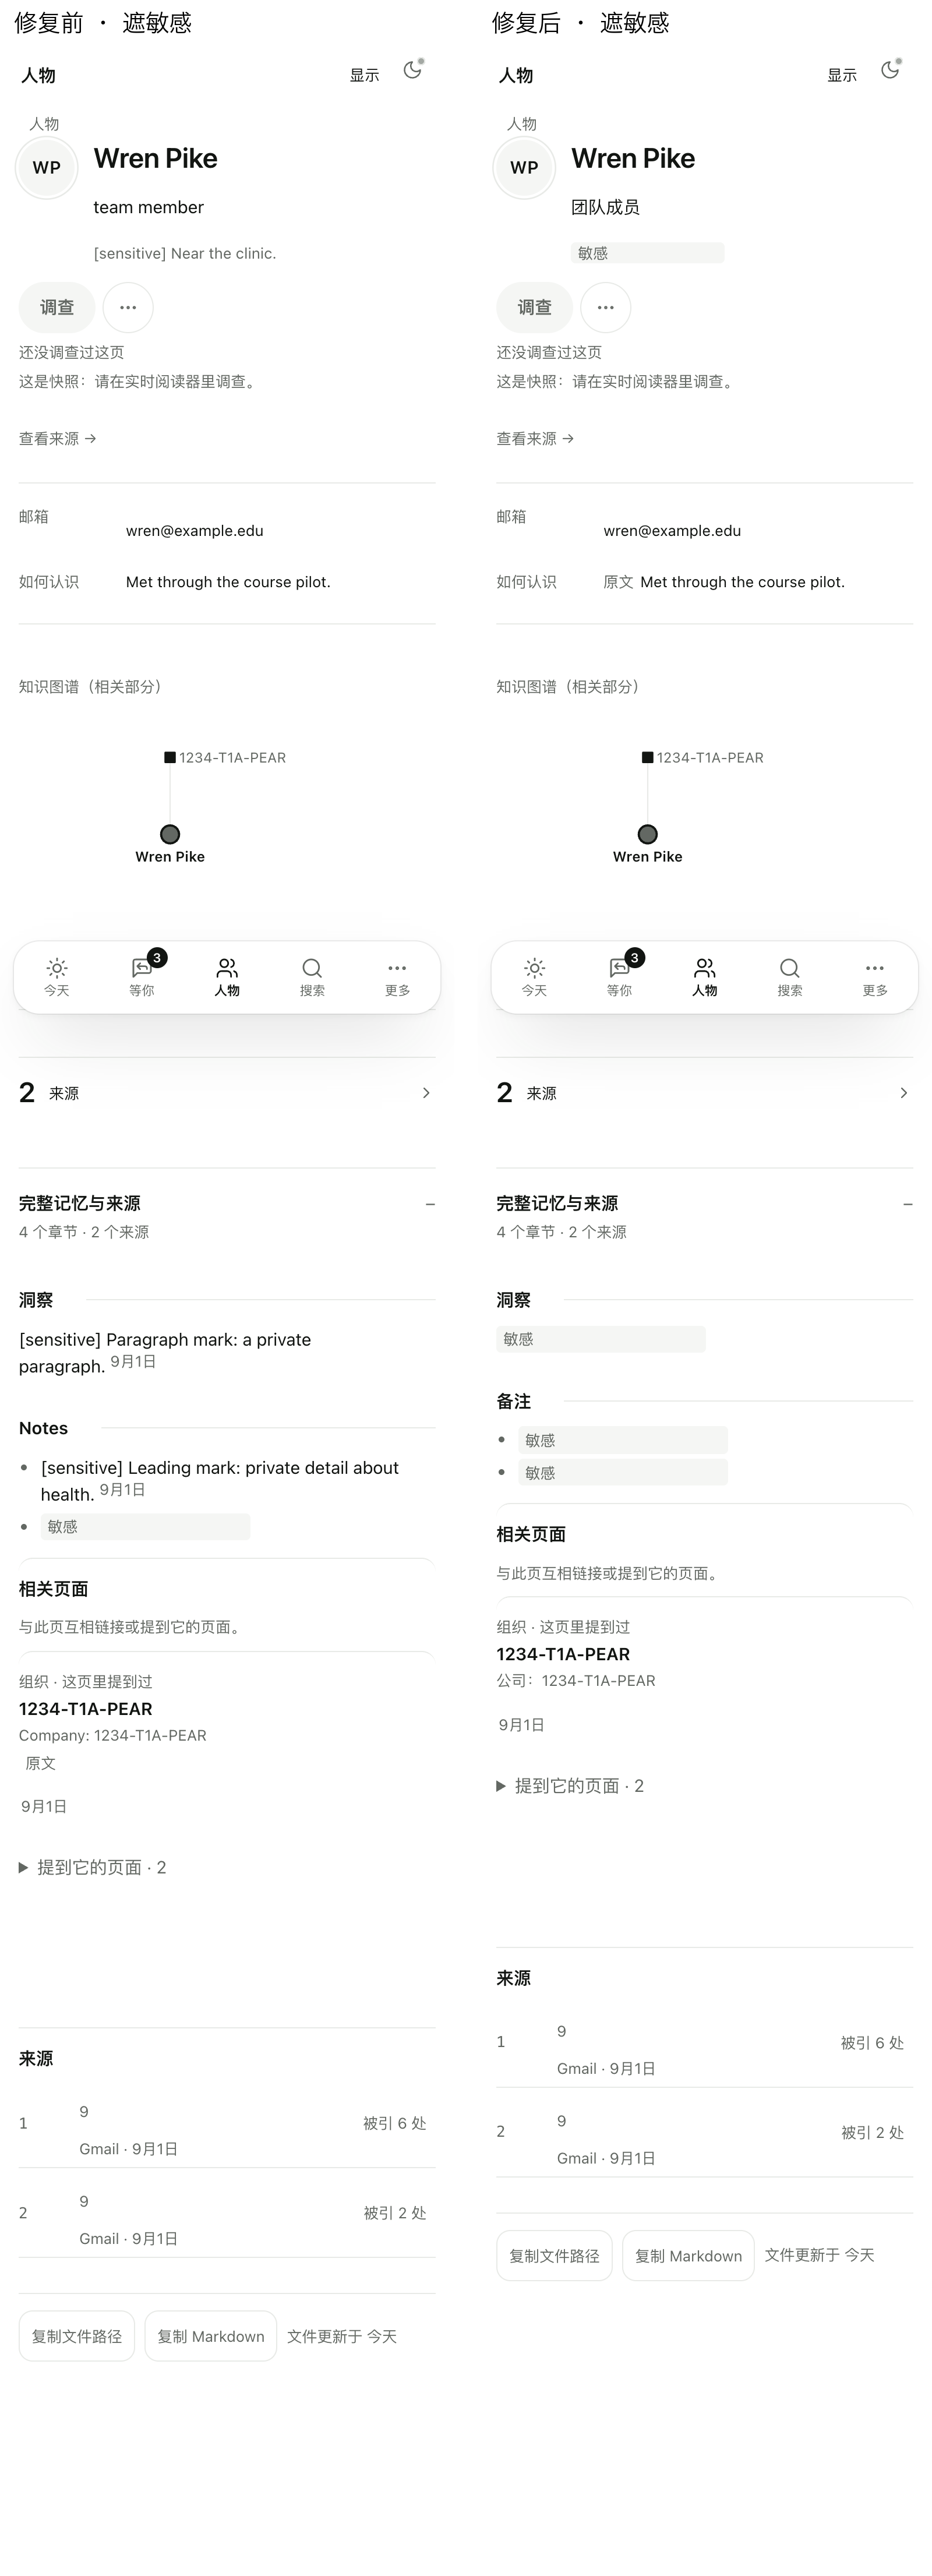 修复前 · 遮敏感
人物
显示
人物
WP
Wren Pike
team member
[sensitive] Near the clinic.
调查
还没调查过这页
这是快照：请在实时阅读器里调查。
查看来源 →
邮箱
wren@example.edu
如何认识
Met through the course pilot.
知识图谱（相关部分）
1234-T1A-PEAR
Wren Pike
今天
3
等你
人物
搜索
更多
2 来源
完整记忆与来源
4 个章节 · 2 个来源
洞察
[sensitive] Paragraph mark: a private
paragraph. 9月1日
Notes
• [sensitive] Leading mark: private detail about
health. 9月1日
• 敏感
相关页面
与此页互相链接或提到它的页面。
组织 · 这页里提到过
1234-T1A-PEAR
Company: 1234-T1A-PEAR
原文
9月1日
▶ 提到它的页面 · 2
来源
1
9
Gmail · 9月1日
被引 6 处
2
9
Gmail · 9月1日
被引 2 处
复制文件路径
复制 Markdown
文件更新于 今天
修复后 · 遮敏感
人物
显示
人物
WP
Wren Pike
团队成员
敏感
调查
还没调查过这页
这是快照：请在实时阅读器里调查。
查看来源 →
邮箱
wren@example.edu
如何认识
原文 Met through the course pilot.
知识图谱（相关部分）
1234-T1A-PEAR
Wren Pike
今天
3
等你
人物
搜索
更多
2 来源
完整记忆与来源
4 个章节 · 2 个来源
洞察
敏感
备注
• 敏感
• 敏感
相关页面
与此页互相链接或提到它的页面。
组织 · 这页里提到过
1234-T1A-PEAR
公司：1234-T1A-PEAR
9月1日
▶ 提到它的页面 · 2
来源
1
9
Gmail · 9月1日
被引 6 处
2
9
Gmail · 9月1日
被引 2 处
复制文件路径
复制 Markdown
文件更新于 今天